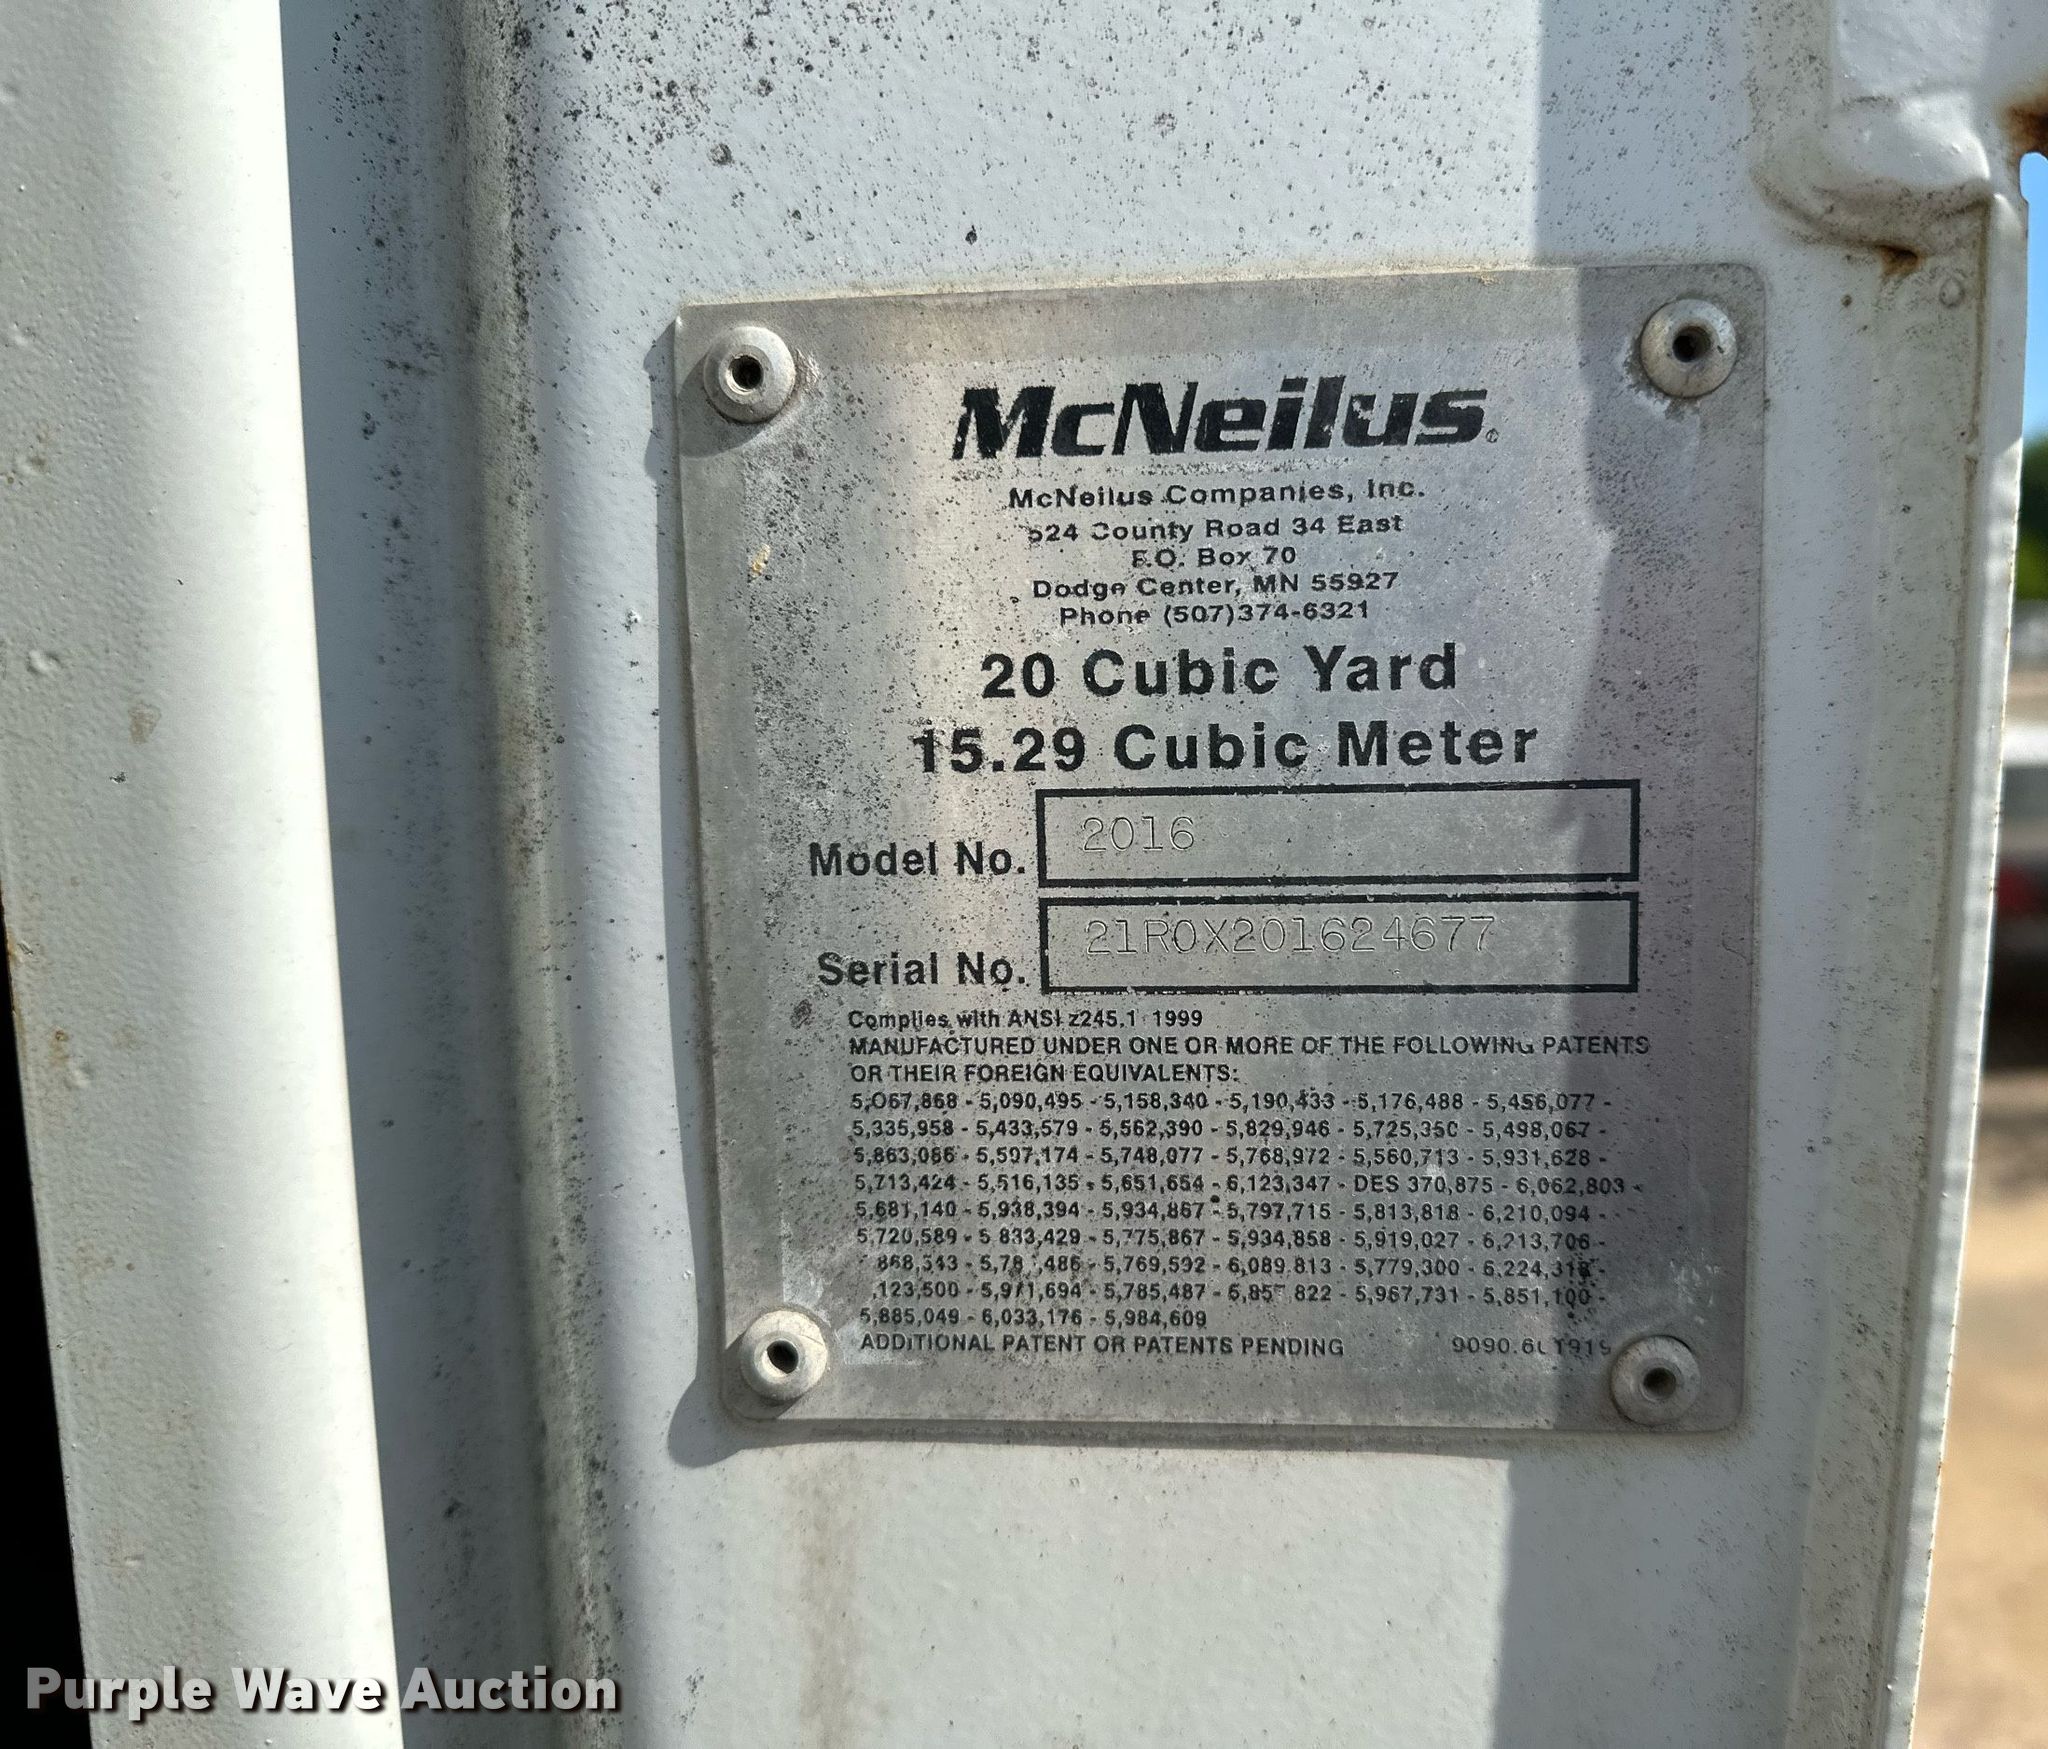 McNeilus
McNeilus Companies, Inc.
524 County Road 34 East
P.O. Box 70
Dodge Center, MN 55927
Phone (507)374-6321
20 Cubic Yard
15.29 Cubic Meter
Model No. 2016
Serial No. 21ROX201624677
Complies with ANSI z245.1 1999
MANUFACTURED UNDER ONE OR MORE OF THE FOLLOWING PATENTS
OR THEIR FOREIGN EQUIVALENTS:
5,067,868 - 5,090,495 - 5,158,340 - 5,190,433 - 5,176,488 - 5,456,077 -
5,335,958 - 5,433,579 - 5,562,390 - 5,829,946 - 5,725,350 - 5,498,067 -
5,863,086 - 5,507,174 - 5,748,077 - 5,768,972 - 5,560,713 - 5,931,628 -
5,713,424 - 5,516,135 - 5,651,654 - 6,123,347 - DES 370,875 - 6,062,803 -
5,681,140 - 5,938,394 - 5,934,867 - 5,797,715 - 5,813,818 - 6,210,094 -
5,720,589 - 5,833,429 - 5,775,867 - 5,934,858 - 5,919,027 - 6,213,706 -
5,769,592 - 6,089,813 - 5,779,300 -
5,971,694 - 5,785,487 - 5,967,731 - 5,851,100 -
5,885,049 - 6,033,176 - 5,984,609
ADDITIONAL PATENT OR PATENTS PENDING
Purple Wave Auction